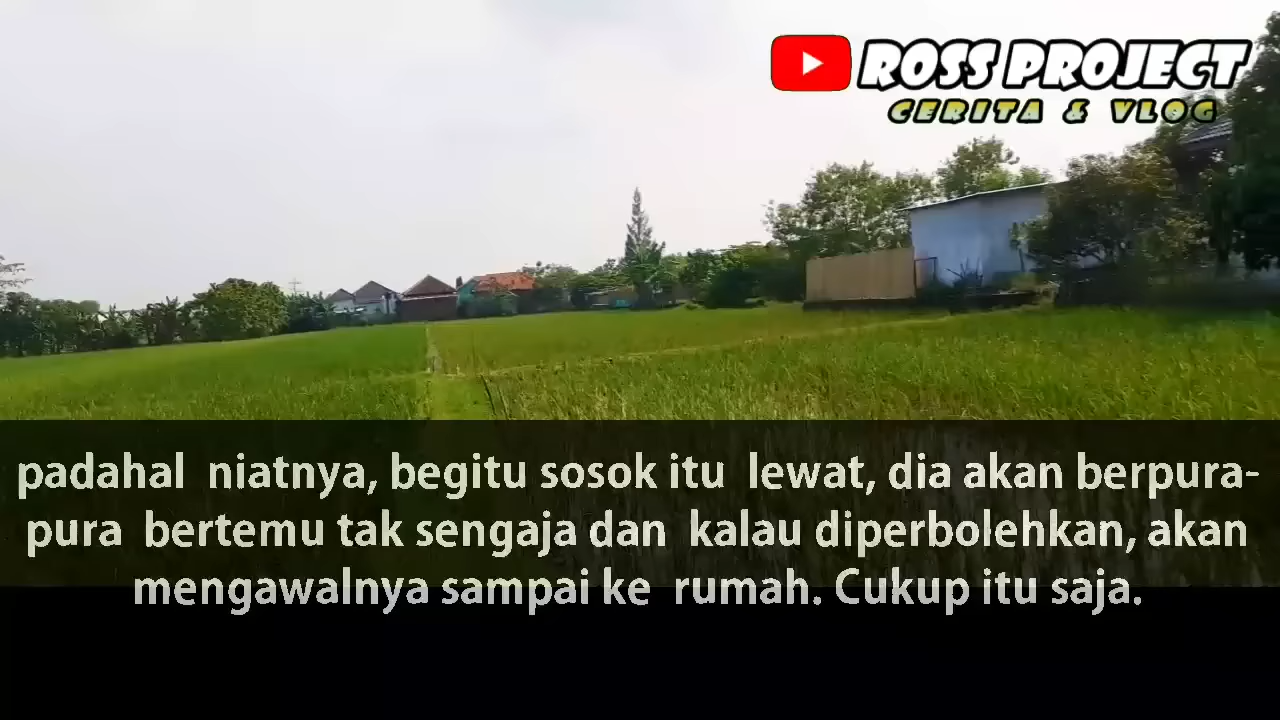 ROSS PROJECT
CERITA & VLOG
padahal niatnya, begitu sosok itu lewat, dia akan berpura-
pura bertemu tak sengaja dan kalau diperbolehkan, akan
mengawalnya sampai ke rumah. Cukup itu saja.